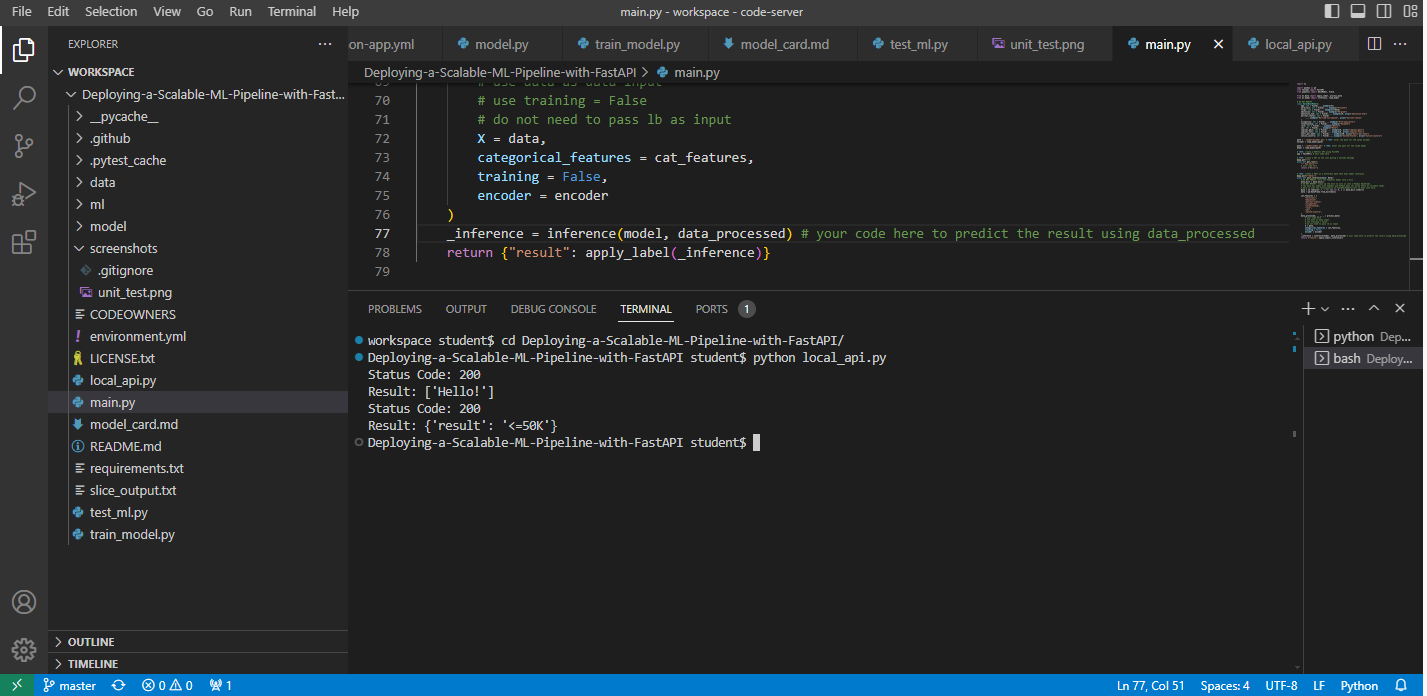 File Edit Selection View Go Run Terminal Help
main.py - workspace - code-server
EXPLORER
WORKSPACE
Deploying-a-Scalable-ML-Pipeline-with-Fast...
__pycache__
.github
.pytest_cache
data
ml
model
screenshots
.gitignore
unit_test.png
CODEOWNERS
environment.yml
LICENSE.txt
local_api.py
main.py
model_card.md
README.md
requirements.txt
slice_output.txt
test_ml.py
train_model.py
OUTLINE
TIMELINE
on-app.yml model.py train_model.py model_card.md test_ml.py unit_test.png main.py local_api.py
Deploying-a-Scalable-ML-Pipeline-with-FastAPI > main.py
69 # use data as data input
70 # use training = False
71 # do not need to pass lb as input
72 X = data,
73 categorical_features = cat_features,
74 training = False,
75 encoder = encoder
76 )
77 _inference = inference(model, data_processed) # your code here to predict the result using data_processed
78 return {"result": apply_label(_inference)}
79
PROBLEMS OUTPUT DEBUG CONSOLE TERMINAL PORTS 1
workspace student$ cd Deploying-a-Scalable-ML-Pipeline-with-FastAPI/
Deploying-a-Scalable-ML-Pipeline-with-FastAPI student$ python local_api.py
Status Code: 200
Result: ['Hello!']
Status Code: 200
Result: {'result': '<=50K'}
Deploying-a-Scalable-ML-Pipeline-with-FastAPI student$
python Dep...
bash Deploy...
master 0 0 1
Ln 77, Col 51 Spaces: 4 UTF-8 LF Python